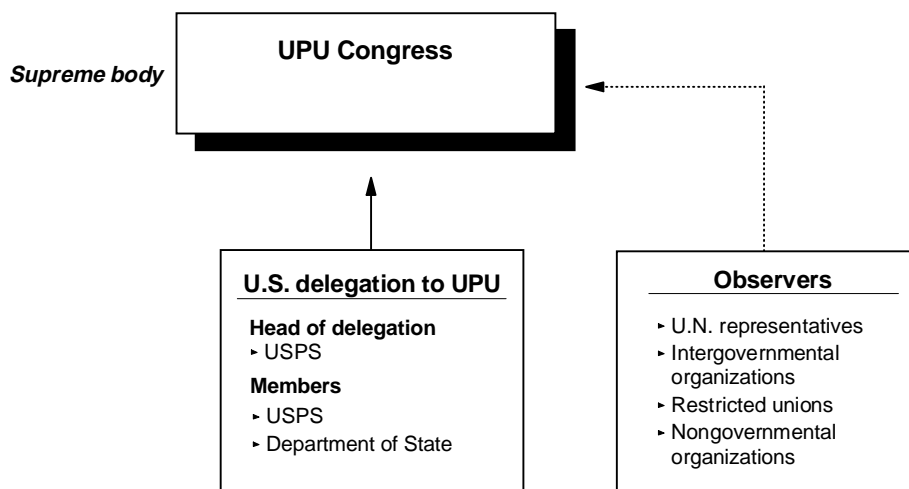 UPU Congress
Supreme body
U.S. delegation to UPU
Head of delegation
► USPS
Members
► USPS
► Department of State
Observers
► U.N. representatives
► Intergovernmental
organizations
► Restricted unions
► Nongovernmental
organizations